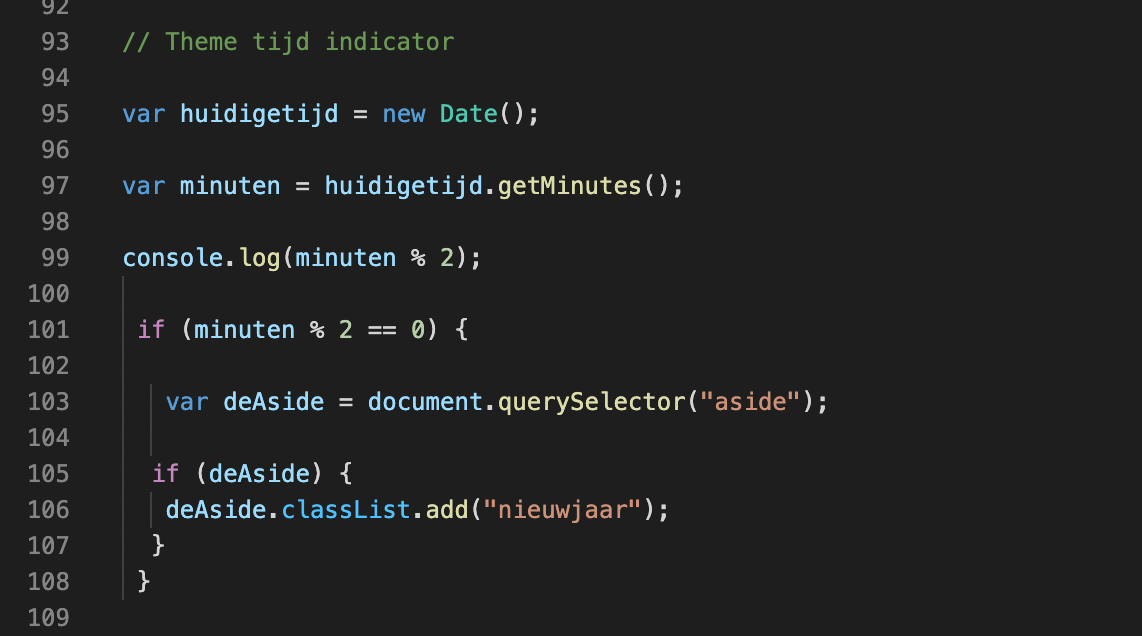 92
93 // Theme tijd indicator
94
95 var huidigetijd = new Date();
96
97 var minuten = huidigetijd.getMinutes();
98
99 console.log(minuten % 2);
100
101 if (minuten % 2 == 0) {
102
103 var deAside = document.querySelector("aside");
104
105 if (deAside) {
106 deAside.classList.add("nieuwjaar");
107 }
108 }
109